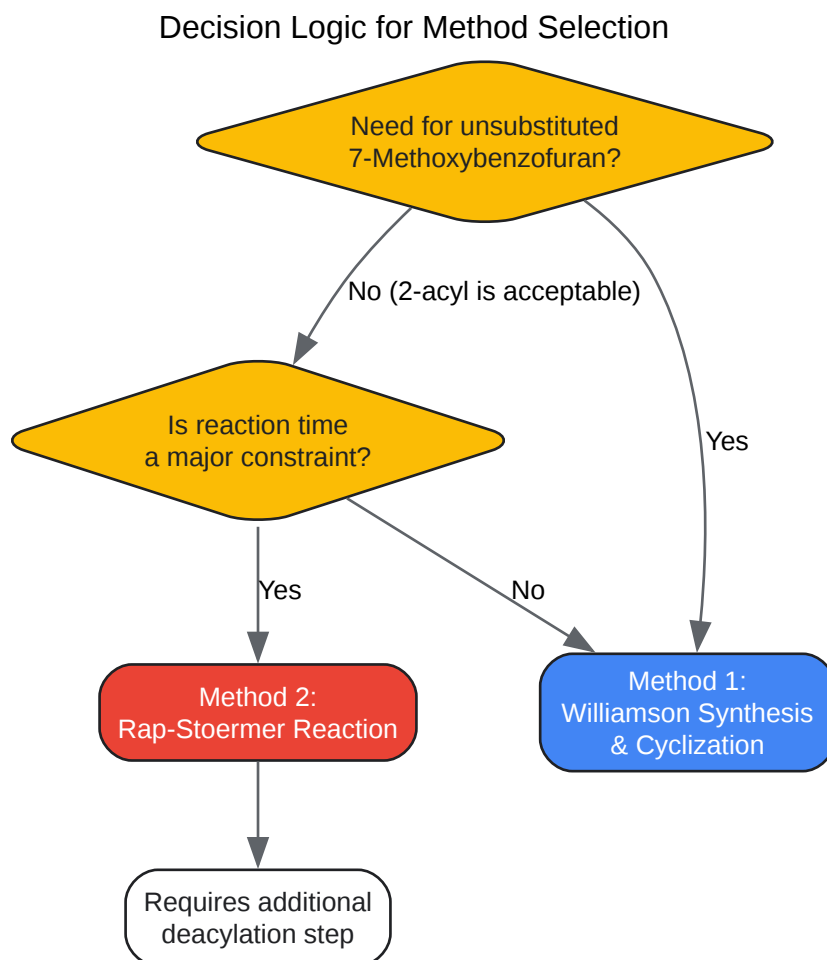 Decision Logic for Method Selection
Need for unsubstituted
7-Methoxybenzofuran?
No (2-acyl is acceptable)
Is reaction time
a major constraint?
Yes
Yes
No
Method 2:
Rap-Stoermer Reaction
Method 1:
Williamson Synthesis
& Cyclization
Requires additional
deacylation step